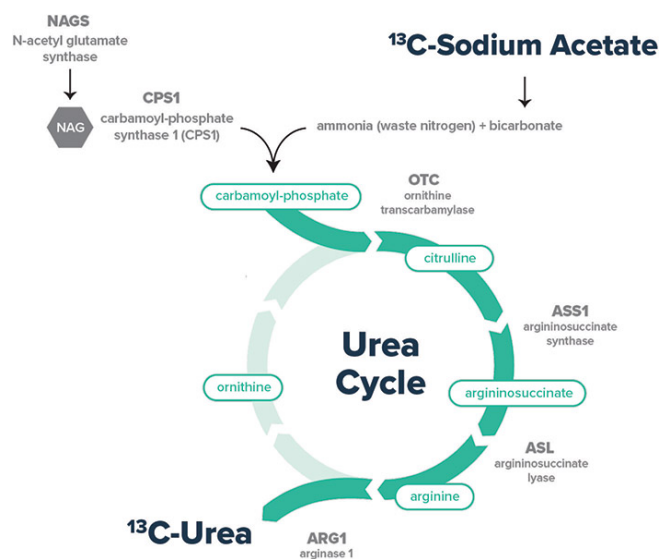 NAGS
N-acetyl glutamate
synthase
¹³C-Sodium Acetate
NAG
CPS1
carbamoyl-phosphate
synthase 1 (CPS1)
ammonia (waste nitrogen) + bicarbonate
carbamoyl-phosphate
OTC
ornithine
transcarbamylase
citrulline
ASS1
argininosuccinate
synthase
Urea
Cycle
ornithine
argininosuccinate
ASL
argininosuccinate
lyase
arginine
¹³C-Urea
ARG1
arginase 1